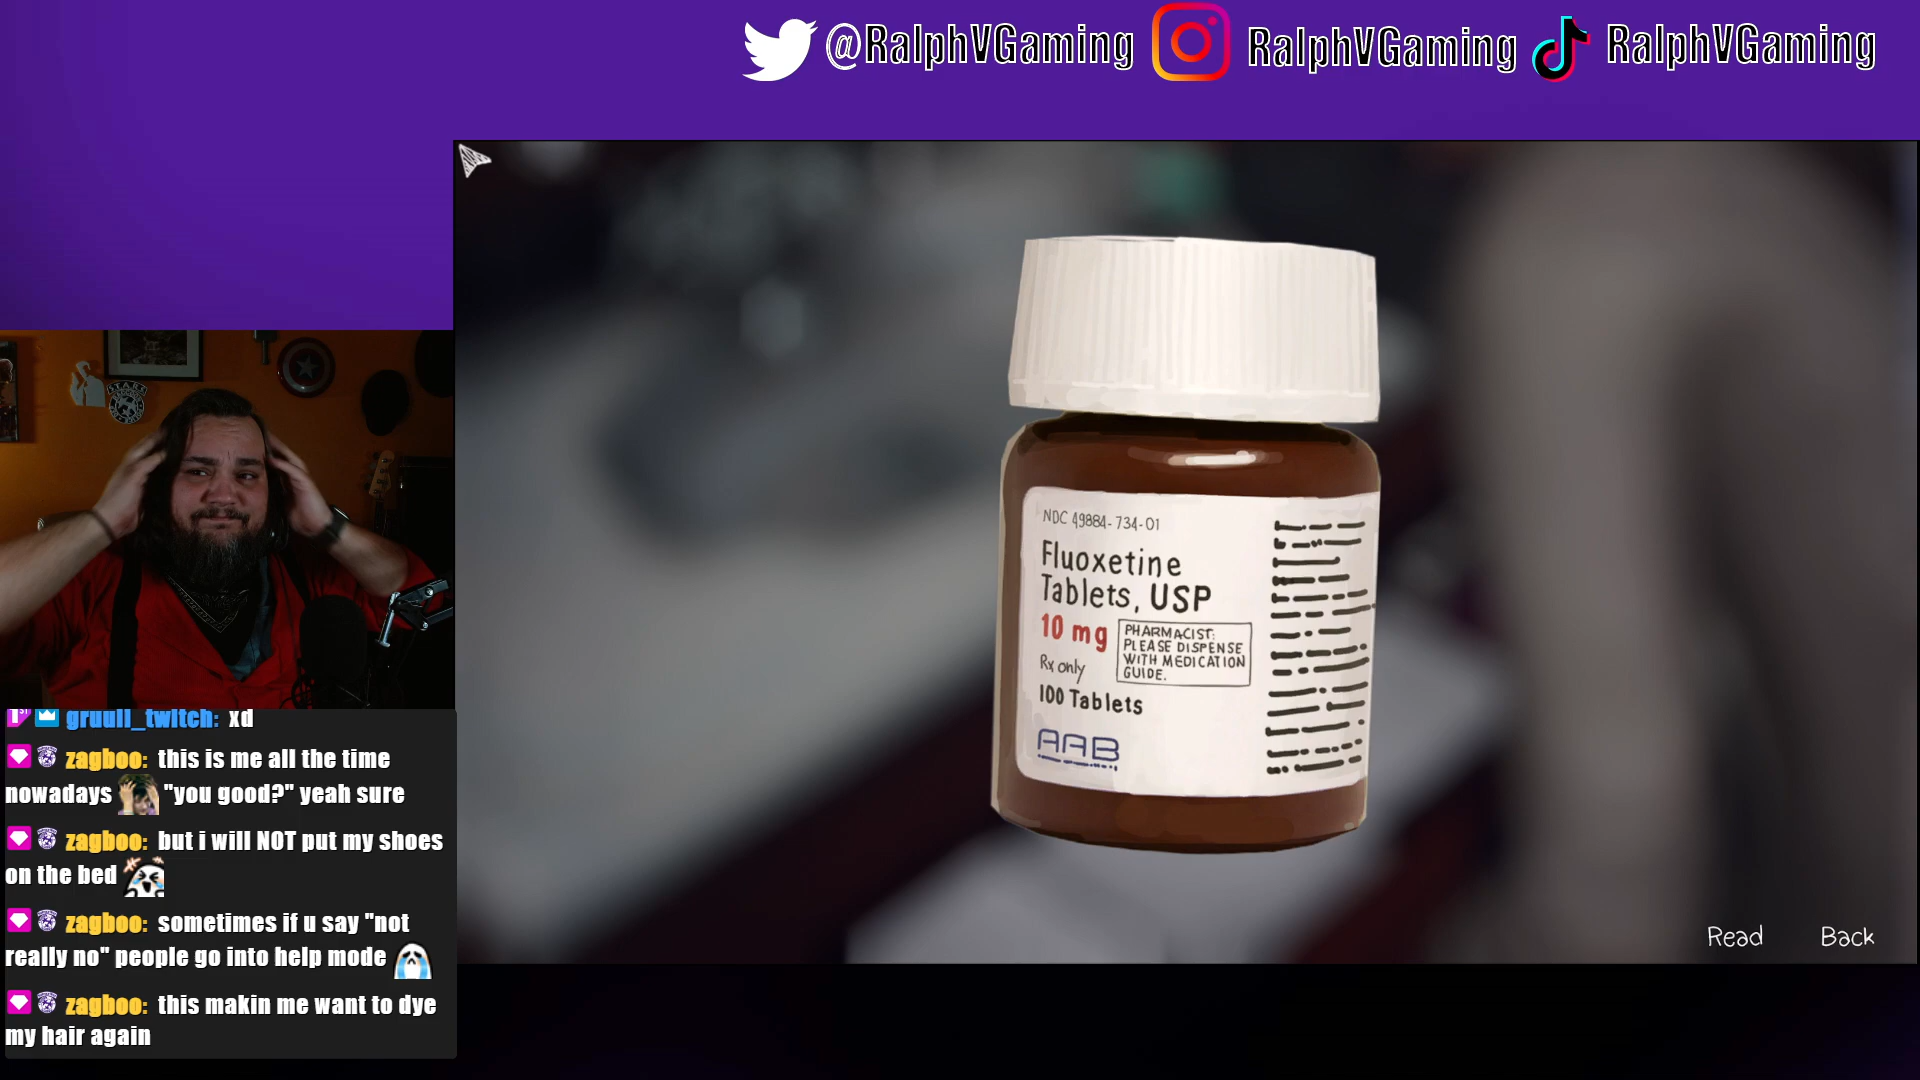 @RalphVGaming RalphVGaming RalphVGaming
STARS
NDC 49884-734-01
Fluoxetine
Tablets, USP
10 mg
PHARMACIST:
PLEASE DISPENSE
WITH MEDICATION
GUIDE.
Rx only
100 Tablets
AAB
Read Back
gruull_twitch: xd
zagboo: this is me all the time
nowadays "you good?" yeah sure
zagboo: but i will NOT put my shoes
on the bed
zagboo: sometimes if u say "not
really no" people go into help mode
zagboo: this makin me want to dye
my hair again